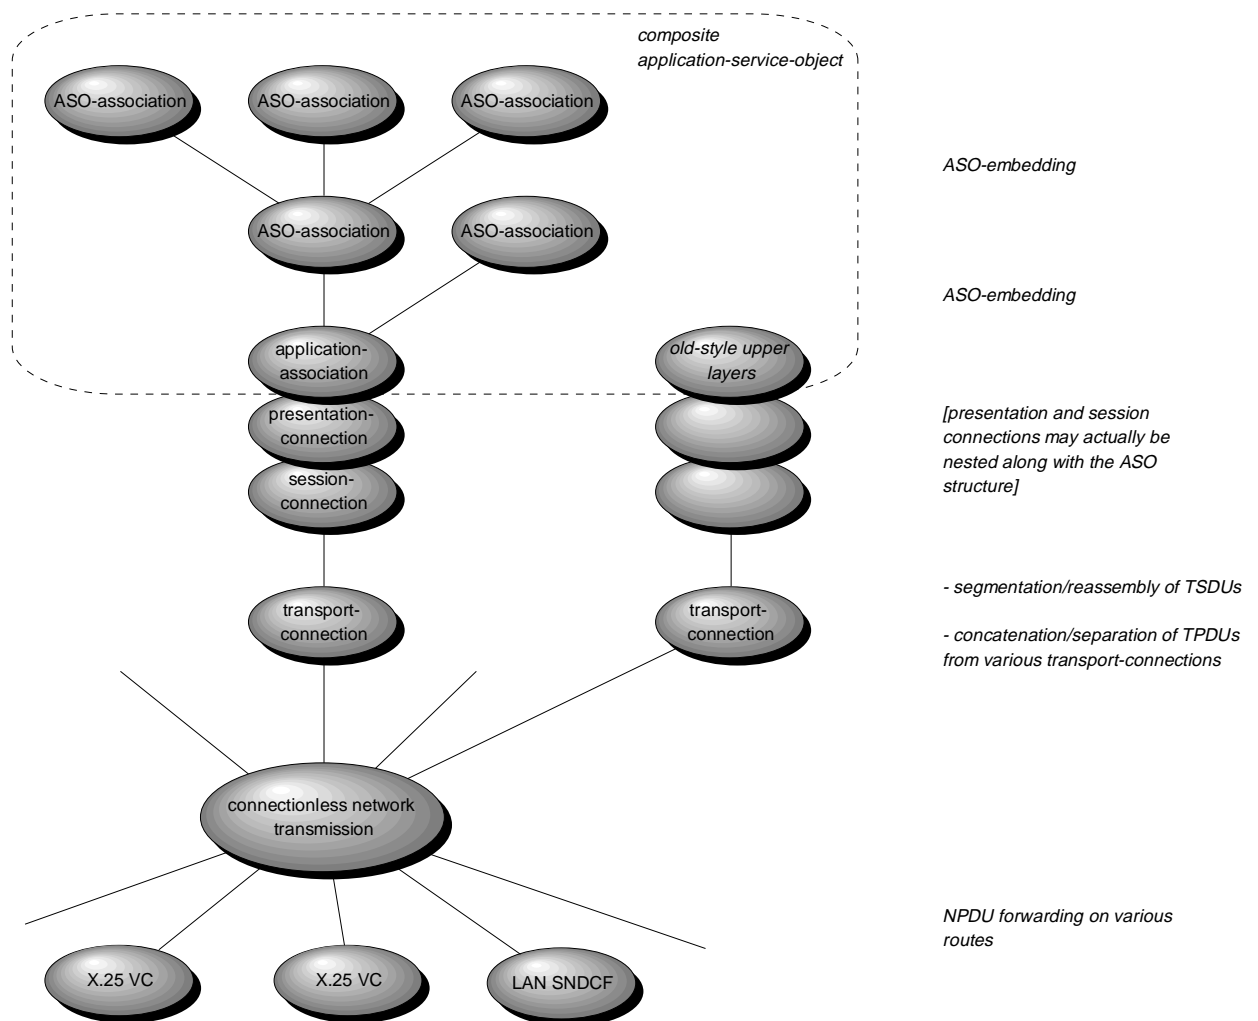 composite
application-service-object
ASO-association
ASO-association
ASO-association
ASO-embedding
ASO-association
ASO-association
ASO-embedding
application-
association
old-style upper
layers
presentation-
connection
[presentation and session
connections may actually be
nested along with the ASO
structure]
session-
connection
transport-
connection
transport-
connection
- segmentation/reassembly of TSDUs
- concatenation/separation of TPDUs
from various transport-connections
connectionless network
transmission
NPDU forwarding on various
routes
X.25 VC
X.25 VC
LAN SNDCF